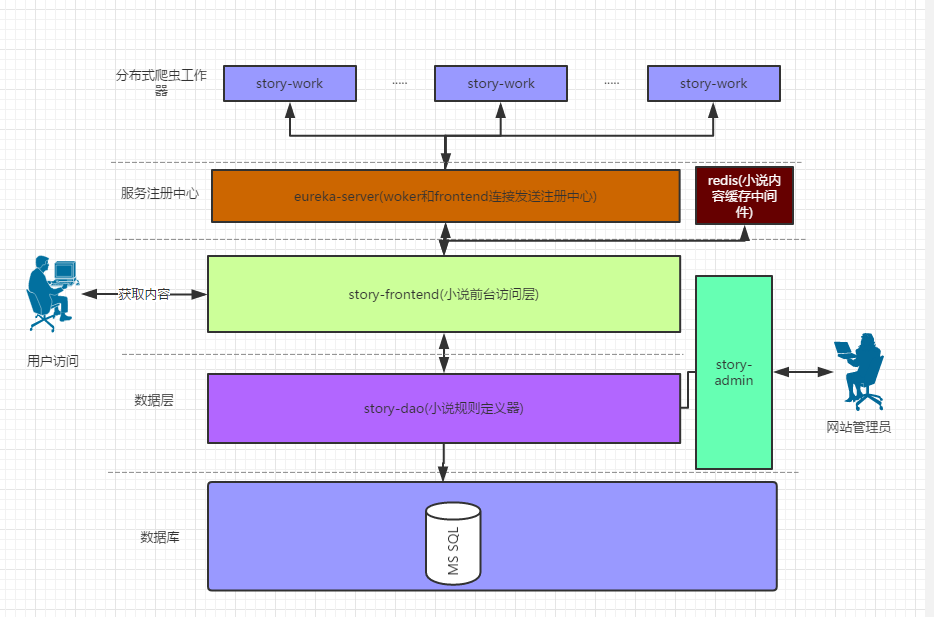 分布式爬虫工作
器
story-work
.....
story-work
.....
story-work
服务注册中心
eureka-server(woker和frontend连接发送注册中心)
redis(小说内
容缓存中间
件)
story-frontend(小说前台访问层)
获取内容
用户访问
story-
admin
网站管理员
数据层
story-dao(小说规则定义器)
数据库
MS SQL